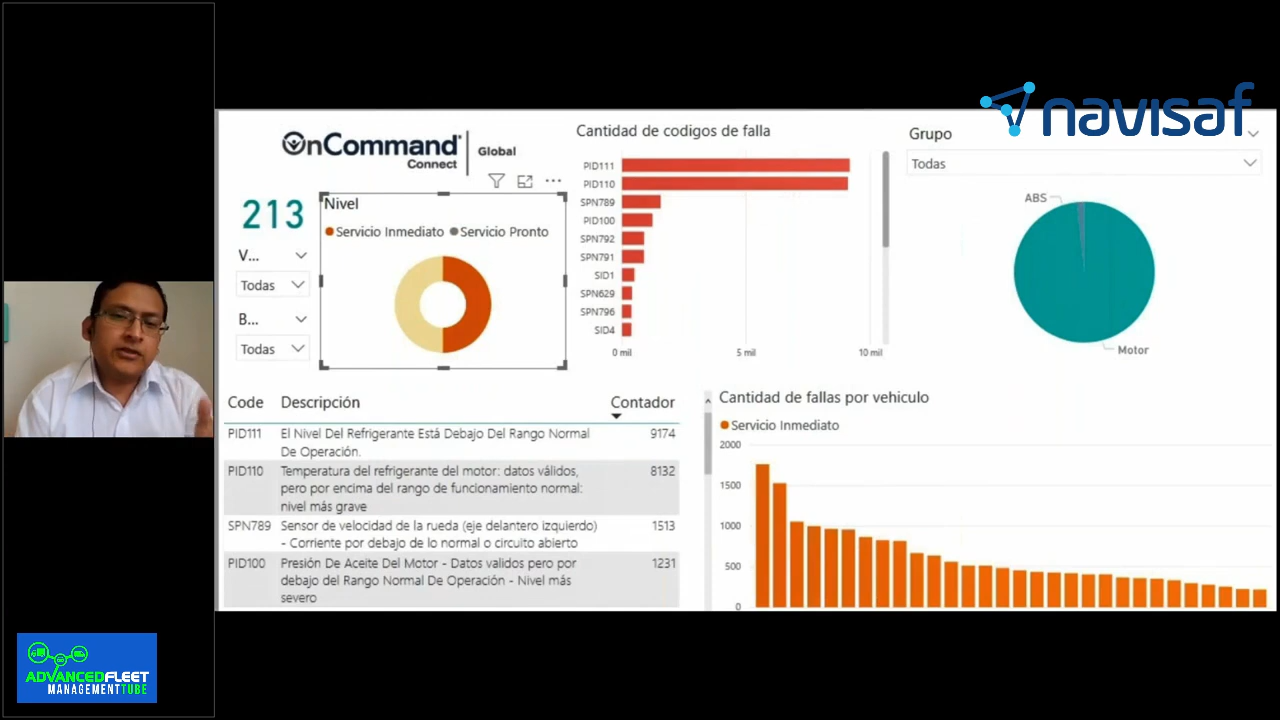 navisaf
OnCommand
Connect
Global
213
V...
Todas
B...
Todas
Nivel
Servicio Inmediato
Servicio Pronto
Cantidad de codigos de falla
PID111
PID110
SPN789
PID100
SPN792
SPN791
SID1
SPN629
SPN796
SID4
0 mil
5 mil
10 mil
Grupo
Todas
ABS
Motor
Code Descripción Contador
PID111 El Nivel Del Refrigerante Está Debajo Del Rango Normal 9174
De Operación.
PID110 Temperatura del refrigerante del motor: datos válidos, 8132
pero por encima del rango de funcionamiento normal:
nivel más grave
SPN789 Sensor de velocidad de la rueda (eje delantero izquierdo) 1513
- Corriente por debajo de lo normal o circuito abierto
PID100 Presión De Aceite Del Motor - Datos validos pero por 1231
debajo del Rango Normal De Operación - Nivel más
severo
Cantidad de fallas por vehiculo
Servicio Inmediato
2000
1500
1000
500
0
ADVANCEDFLEET
MANAGEMENTTUBE